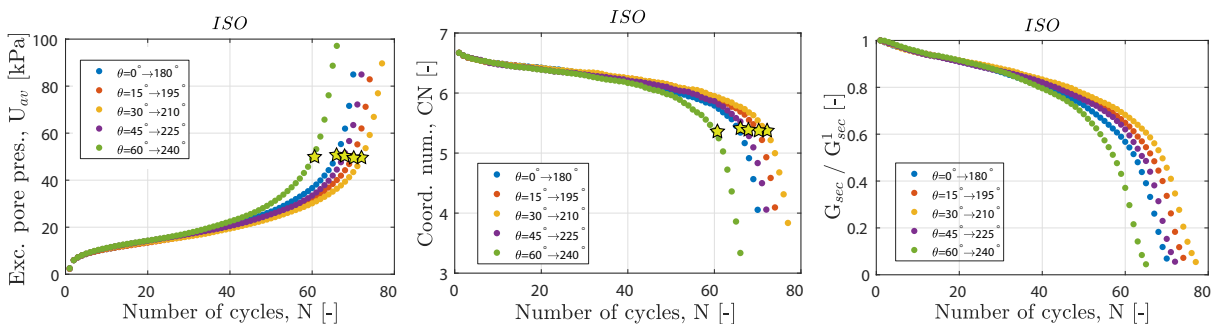 ISO
Exc. pore pres., U_av [kPa]
100
80
60
40
20
0
θ=0°→180°
θ=15°→195°
θ=30°→210°
θ=45°→225°
θ=60°→240°
0 20 40 60 80
Number of cycles, N [-]
ISO
Coord. num., CN [-]
7
6
5
4
3
θ=0°→180°
θ=15°→195°
θ=30°→210°
θ=45°→225°
θ=60°→240
0 20 40 60 80
Number of cycles, N [-]
ISO
G_sec / G^1_sec [-]
1
0.8
0.6
0.4
0.2
0
θ=0°→180°
θ=15°→195°
θ=30°→210°
θ=45°→225°
θ=60°→240
0 20 40 60 80
Number of cycles, N [-]